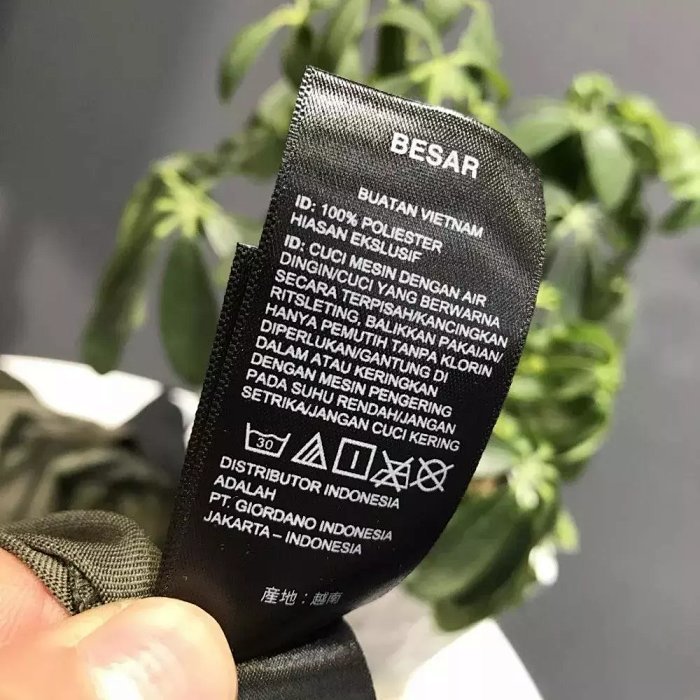 BESAR
BUATAN VIETNAM
ID: 100% POLIESTER
HIASAN EKSLUSIF
ID: CUCI MESIN DENGAN AIR
DINGIN/CUCI YANG BERWARNA
SECARA TERPISAH/KANCINGKAN
RITSLETING, BALIKKAN PAKAIAN/
HANYA PEMUTIH TANPA KLORIN
DIPERLUKAN/GANTUNG DI
DALAM ATAU KERINGKAN
DENGAN MESIN PENGERING
PADA SUHU RENDAH/JANGAN
SETRIKA/JANGAN CUCI KERING
30
DISTRIBUTOR INDONESIA
ADALAH
PT. GIORDANO INDONESIA
JAKARTA – INDONESIA
産地：越南